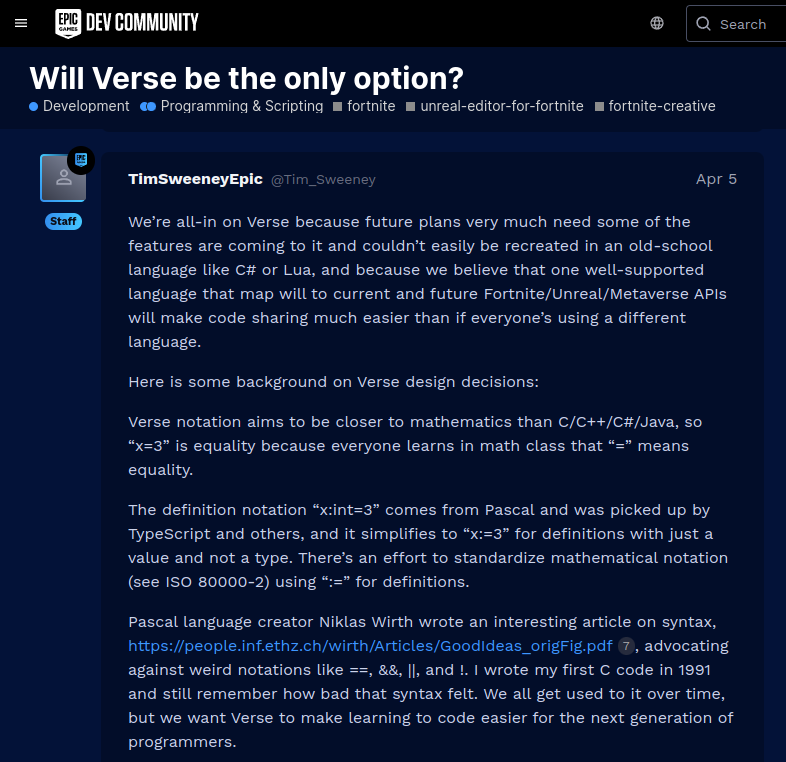 EPIC GAMES DEV COMMUNITY
Search
Will Verse be the only option?
Development Programming & Scripting fortnite unreal-editor-for-fortnite fortnite-creative
EPIC
TimSweeneyEpic @Tim_Sweeney Apr 5
Staff
We’re all-in on Verse because future plans very much need some of the
features are coming to it and couldn’t easily be recreated in an old-school
language like C# or Lua, and because we believe that one well-supported
language that map will to current and future Fortnite/Unreal/Metaverse APIs
will make code sharing much easier than if everyone’s using a different
language.
Here is some background on Verse design decisions:
Verse notation aims to be closer to mathematics than C/C++/C#/Java, so
“x=3” is equality because everyone learns in math class that “=” means
equality.
The definition notation “x:int=3” comes from Pascal and was picked up by
TypeScript and others, and it simplifies to “x:=3” for definitions with just a
value and not a type. There’s an effort to standardize mathematical notation
(see ISO 80000-2) using “:=” for definitions.
Pascal language creator Niklas Wirth wrote an interesting article on syntax,
https://people.inf.ethz.ch/wirth/Articles/GoodIdeas_origFig.pdf 7, advocating
against weird notations like ==, &&, ||, and !. I wrote my first C code in 1991
and still remember how bad that syntax felt. We all get used to it over time,
but we want Verse to make learning to code easier for the next generation of
programmers.